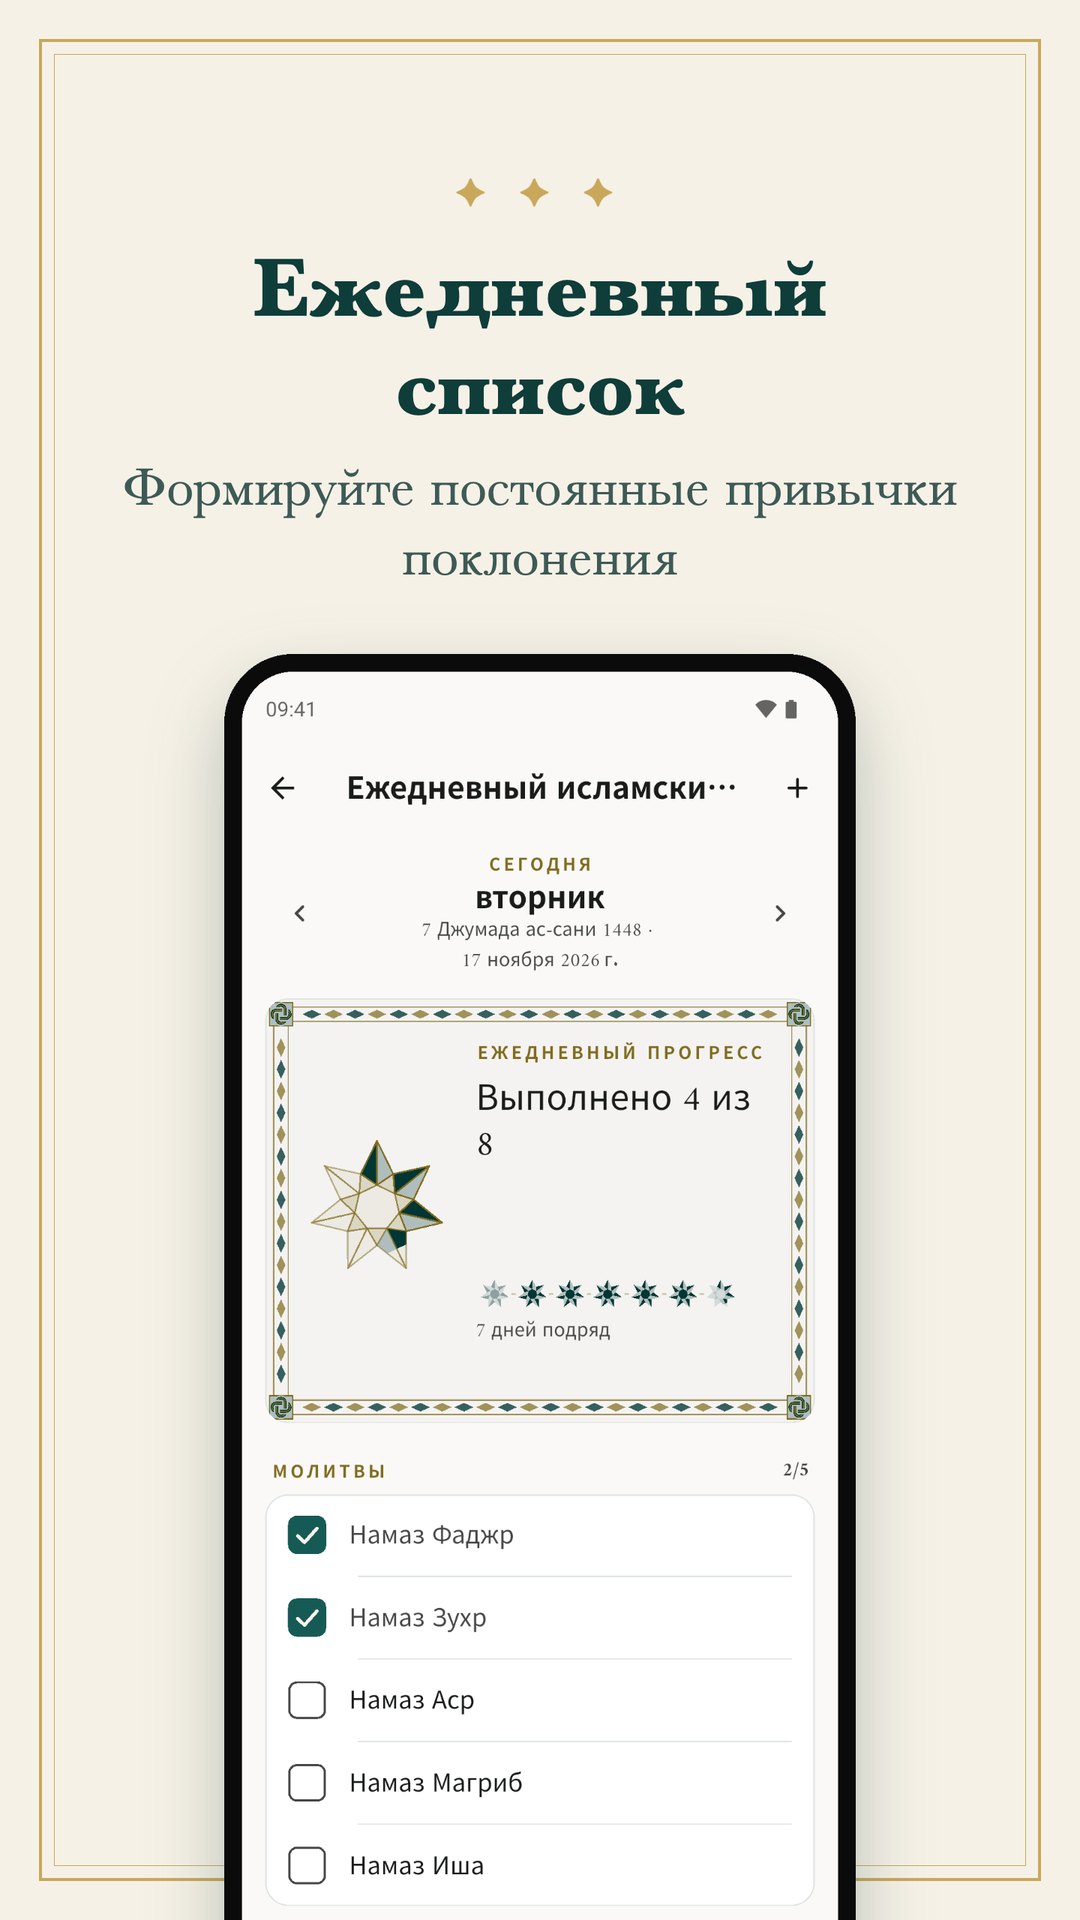 Ежедневный
список
Формируйте постоянные привычки
поклонения
09:41
Ежедневный исламски···
СЕГОДНЯ
вторник
7 Джумада ас-сани 1448 ·
17 ноября 2026 г.
ЕЖЕДНЕВНЫЙ ПРОГРЕСС
Выполнено 4 из
8
7 дней подряд
МОЛИТВЫ 2/5
Намаз Фаджр
Намаз Зухр
Намаз Аср
Намаз Магриб
Намаз Иша